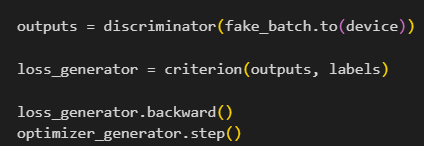 outputs = discriminator(fake_batch.to(device))
loss_generator = criterion(outputs, labels)
loss_generator.backward()
optimizer_generator.step()